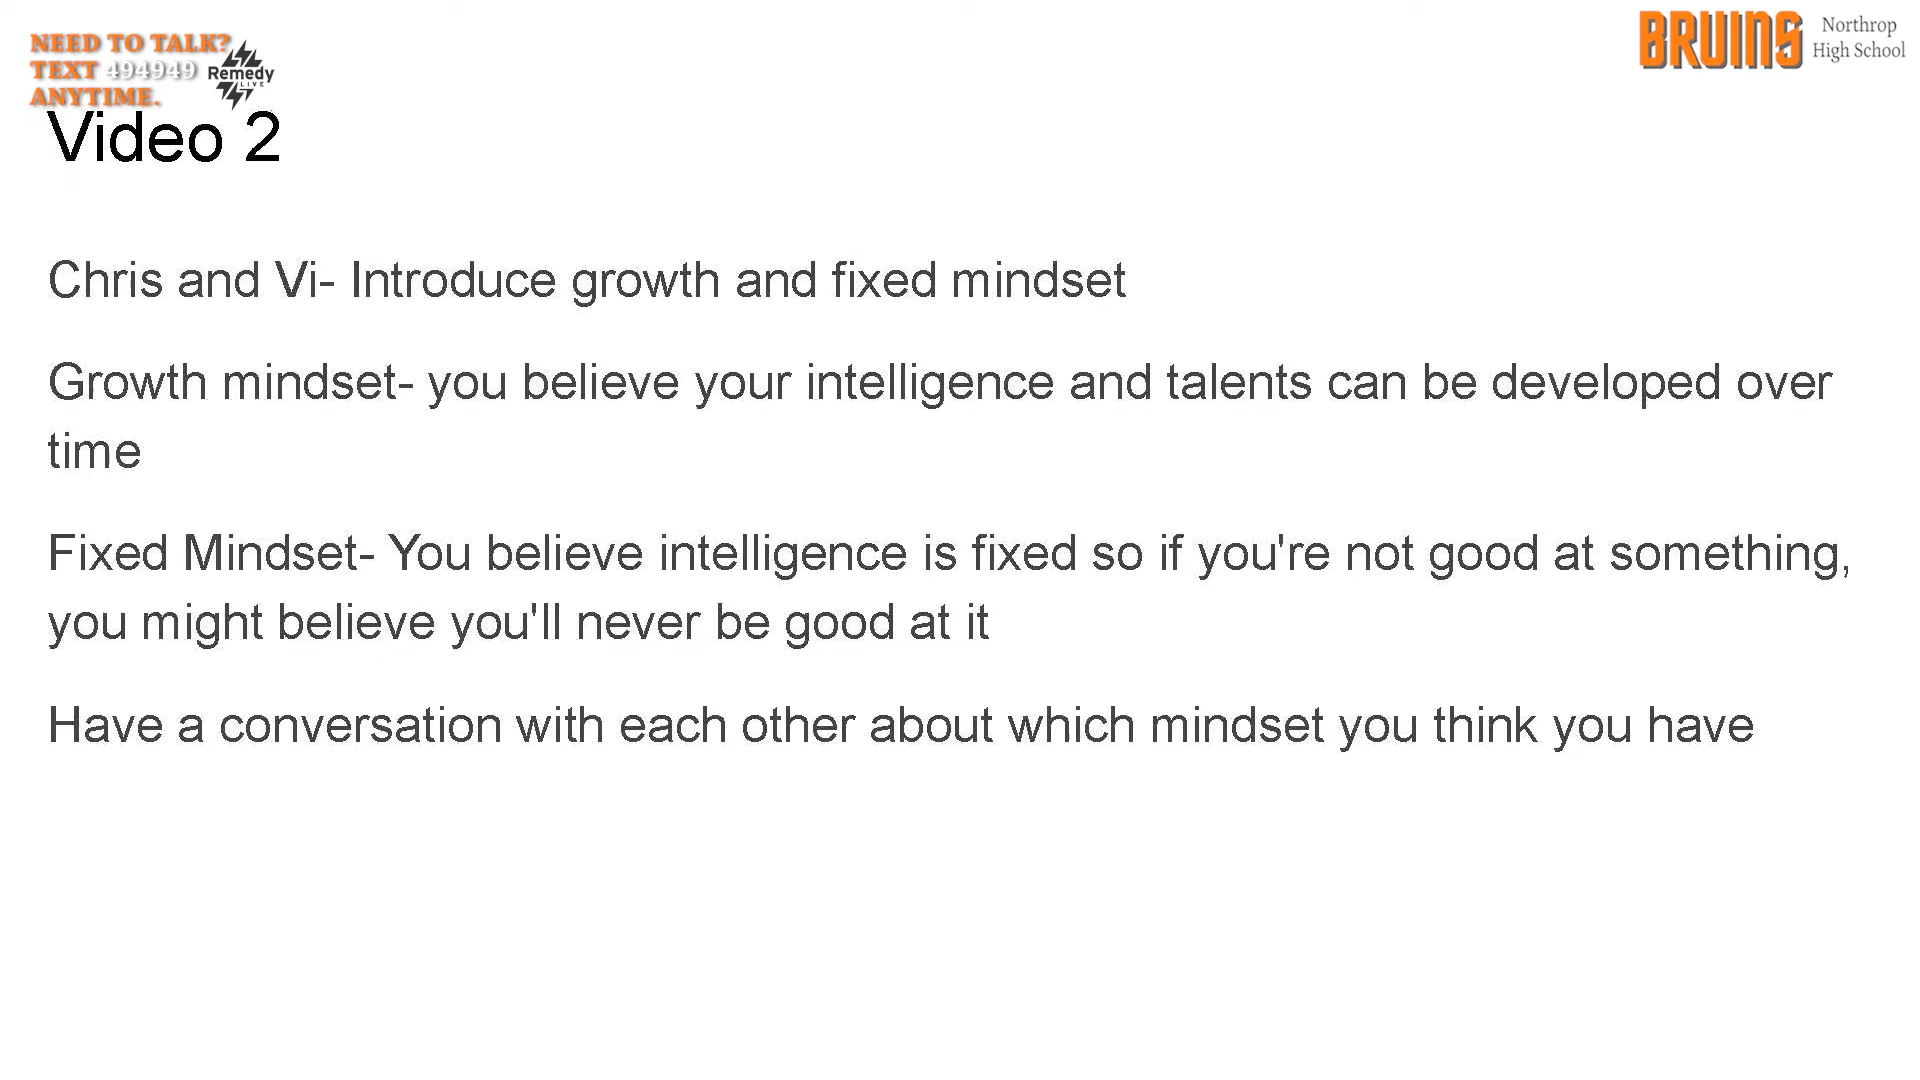 NEED TO TALK?
TEXT 494949
ANYTIME.
Remedy
LIVE
BRUINS
Northrop
High School
Video 2
Chris and Vi- Introduce growth and fixed mindset
Growth mindset- you believe your intelligence and talents can be developed over
time
Fixed Mindset- You believe intelligence is fixed so if you're not good at something,
you might believe you'll never be good at it
Have a conversation with each other about which mindset you think you have